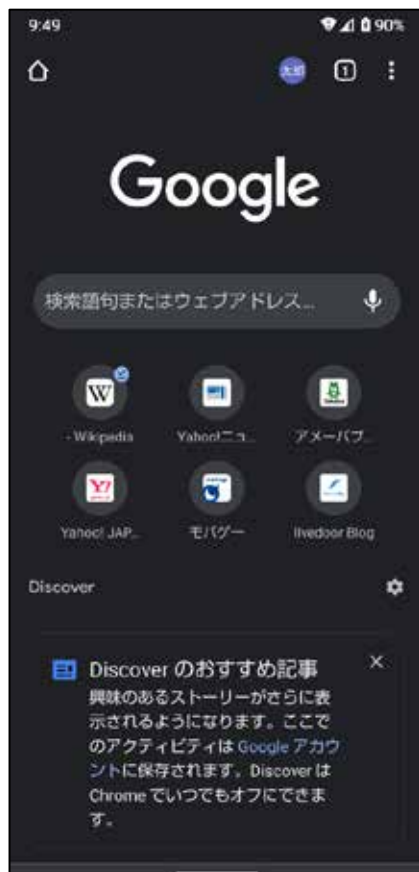 9:49 90%
太郎 1
Google
検索語句またはウェブアドレス...
W
- Wikipedia Yahoo!ニュ... アメーバブ...
Y!
Yahoo! JAP... モバゲー livedoor Blog
Discover
Discover のおすすめ記事
興味のあるストーリーがさらに表
示されるようになります。ここで
のアクティビティは Google アカウ
ントに保存されます。Discover は
Chrome でいつでもオフにできま
す。